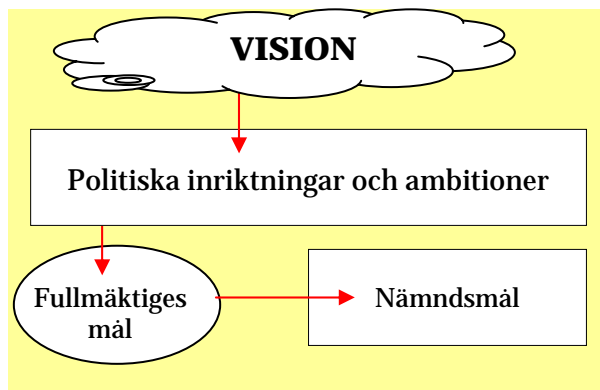 VISION
Politiska inriktningar och ambitioner
Fullmäktiges
mål
Nämndsmål